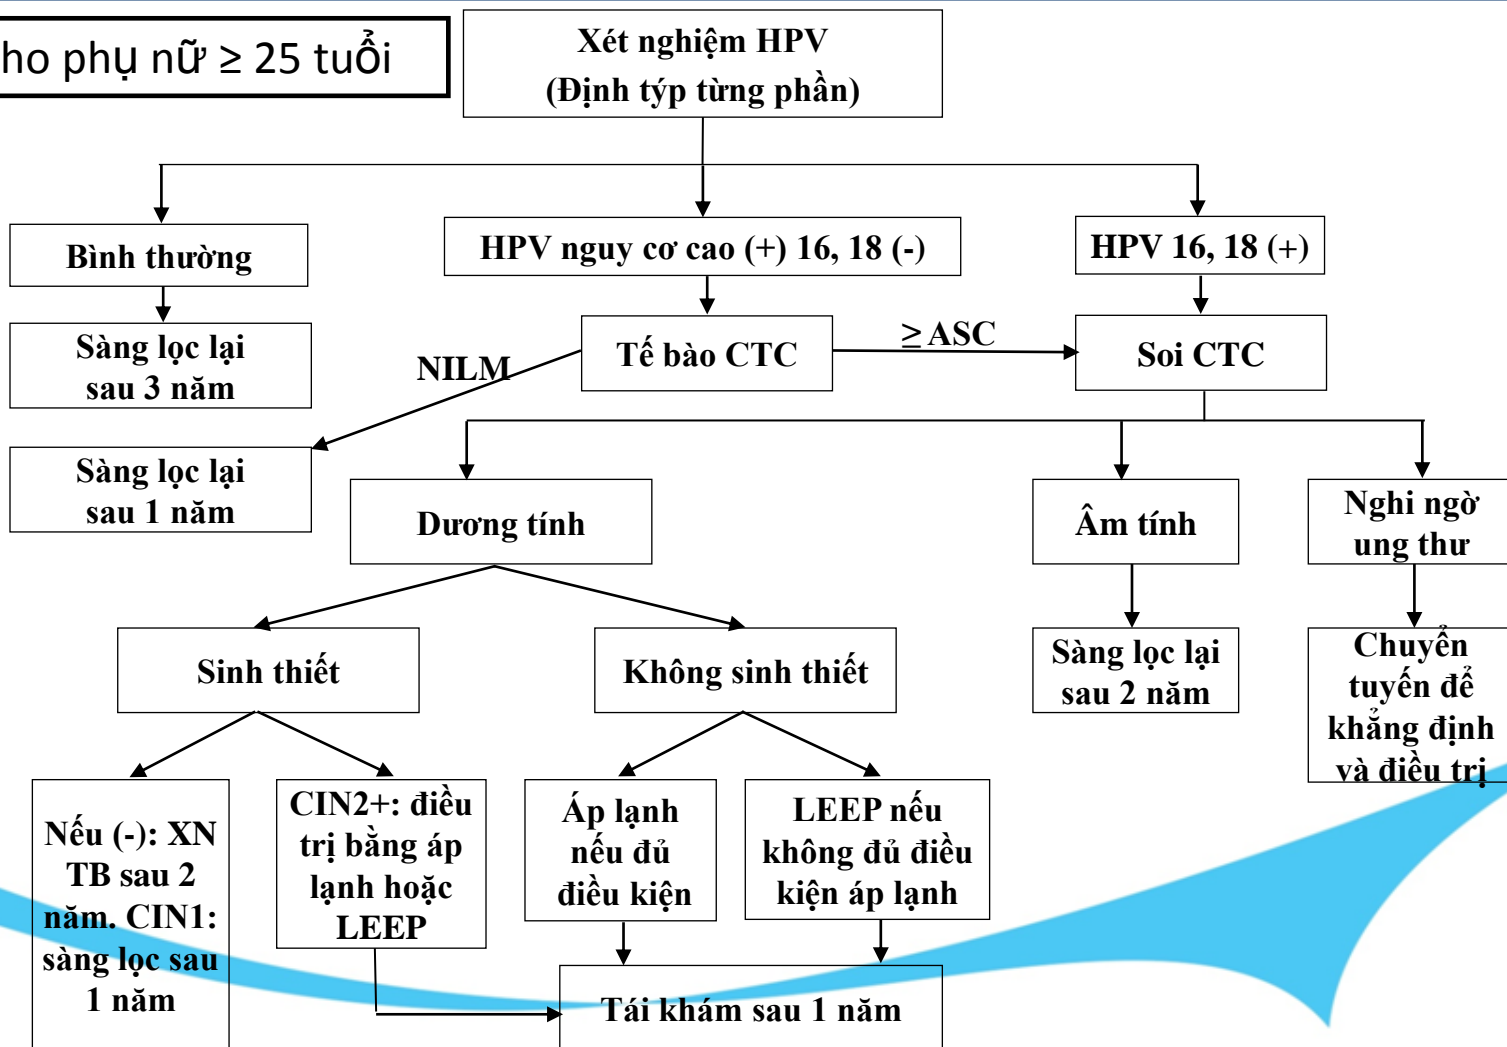 ho phụ nữ ≥ 25 tuổi
Xét nghiệm HPV
(Định týp từng phần)
Bình thường
HPV nguy cơ cao (+) 16, 18 (-)
HPV 16, 18 (+)
Sàng lọc lại
sau 3 năm
NILM
Tế bào CTC
≥ ASC
Soi CTC
Sàng lọc lại
sau 1 năm
Dương tính
Âm tính
Nghi ngờ
ung thư
Sinh thiết
Không sinh thiết
Sàng lọc lại
sau 2 năm
Chuyển
tuyến để
khẳng định
và điều trị
Nếu (-): XN
TB sau 2
năm. CIN1:
sàng lọc sau
1 năm
CIN2+: điều
trị bằng áp
lạnh hoặc
LEEP
Áp lạnh
nếu đủ
điều kiện
LEEP nếu
không đủ điều
kiện áp lạnh
Tái khám sau 1 năm